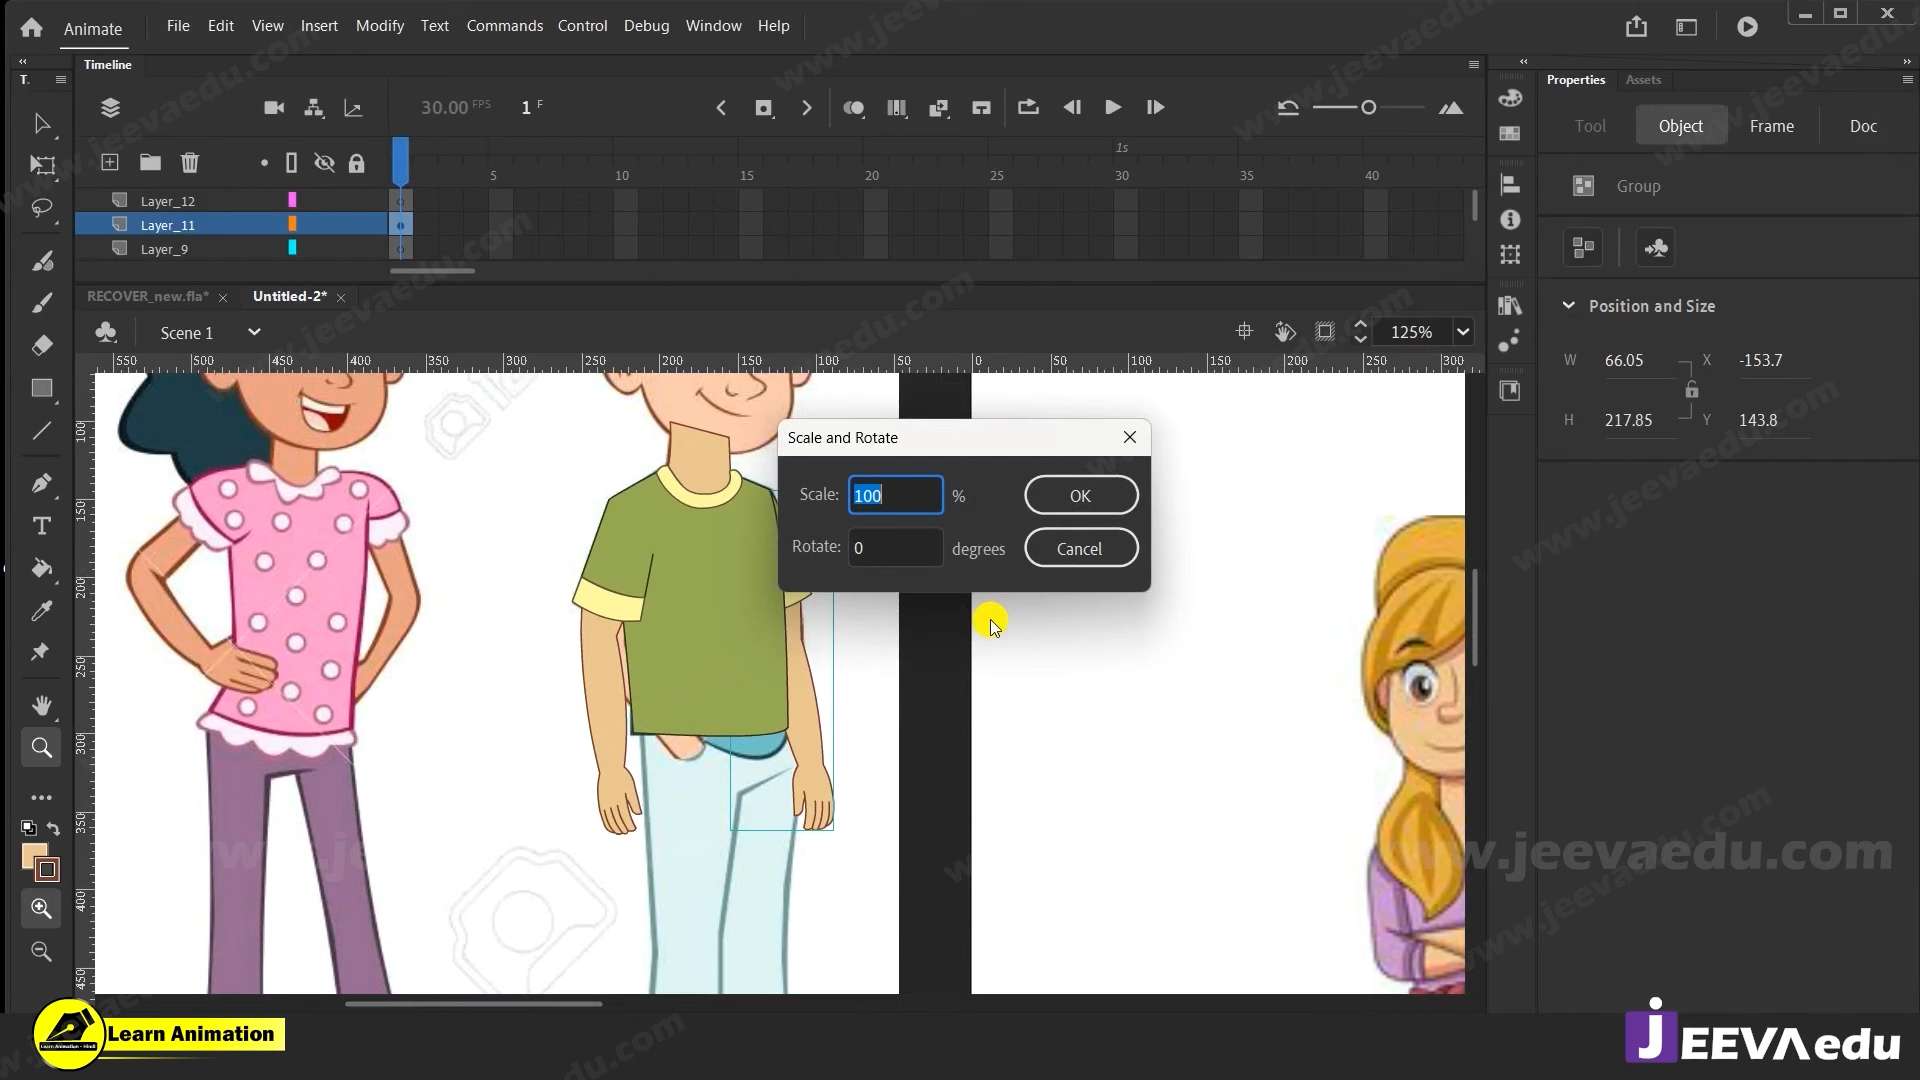 Animate File Edit View Insert Modify Text Commands Control Debug Window Help
T.
Timeline
Properties Assets
30.00 FPS 1 F
Tool Object Frame Doc
1s
5 10 15 20 25 30 35 40
Layer_12
Layer_11
Layer_9
Group
RECOVER_new.fla* Untitled-2*
Scene 1
125%
Position and Size
550 500 450 400 350 300 250 200 150 100 50 0 50 100 150 200 250 300
W 66.05 X -153.7
H 217.85 Y 143.8
100
150
200
250
300
350
400
450
Scale and Rotate
Scale: 100 % OK
Rotate: 0 degrees Cancel
www.jeevaedu.com
Learn Animation
Learn Animation - Hindi
JEEVA edu